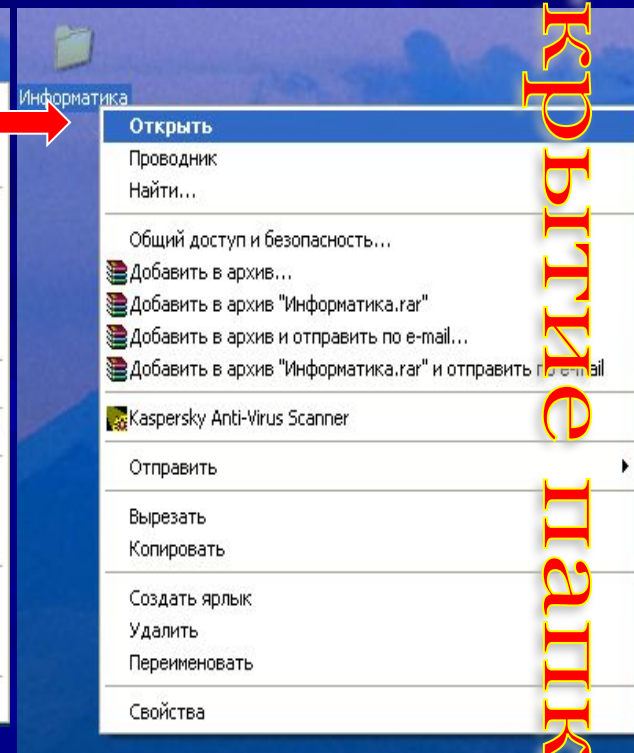 Информатика
Открыть
Проводник
Найти...
Общий доступ и безопасность...
Добавить в архив...
Добавить в архив "Информатика.rar"
Добавить в архив и отправить по e-mail...
Добавить в архив "Информатика.rar" и отправить по e-mail
Kaspersky Anti-Virus Scanner
Отправить
Вырезать
Копировать
Создать ярлык
Удалить
Переименовать
Свойства
крытие папк